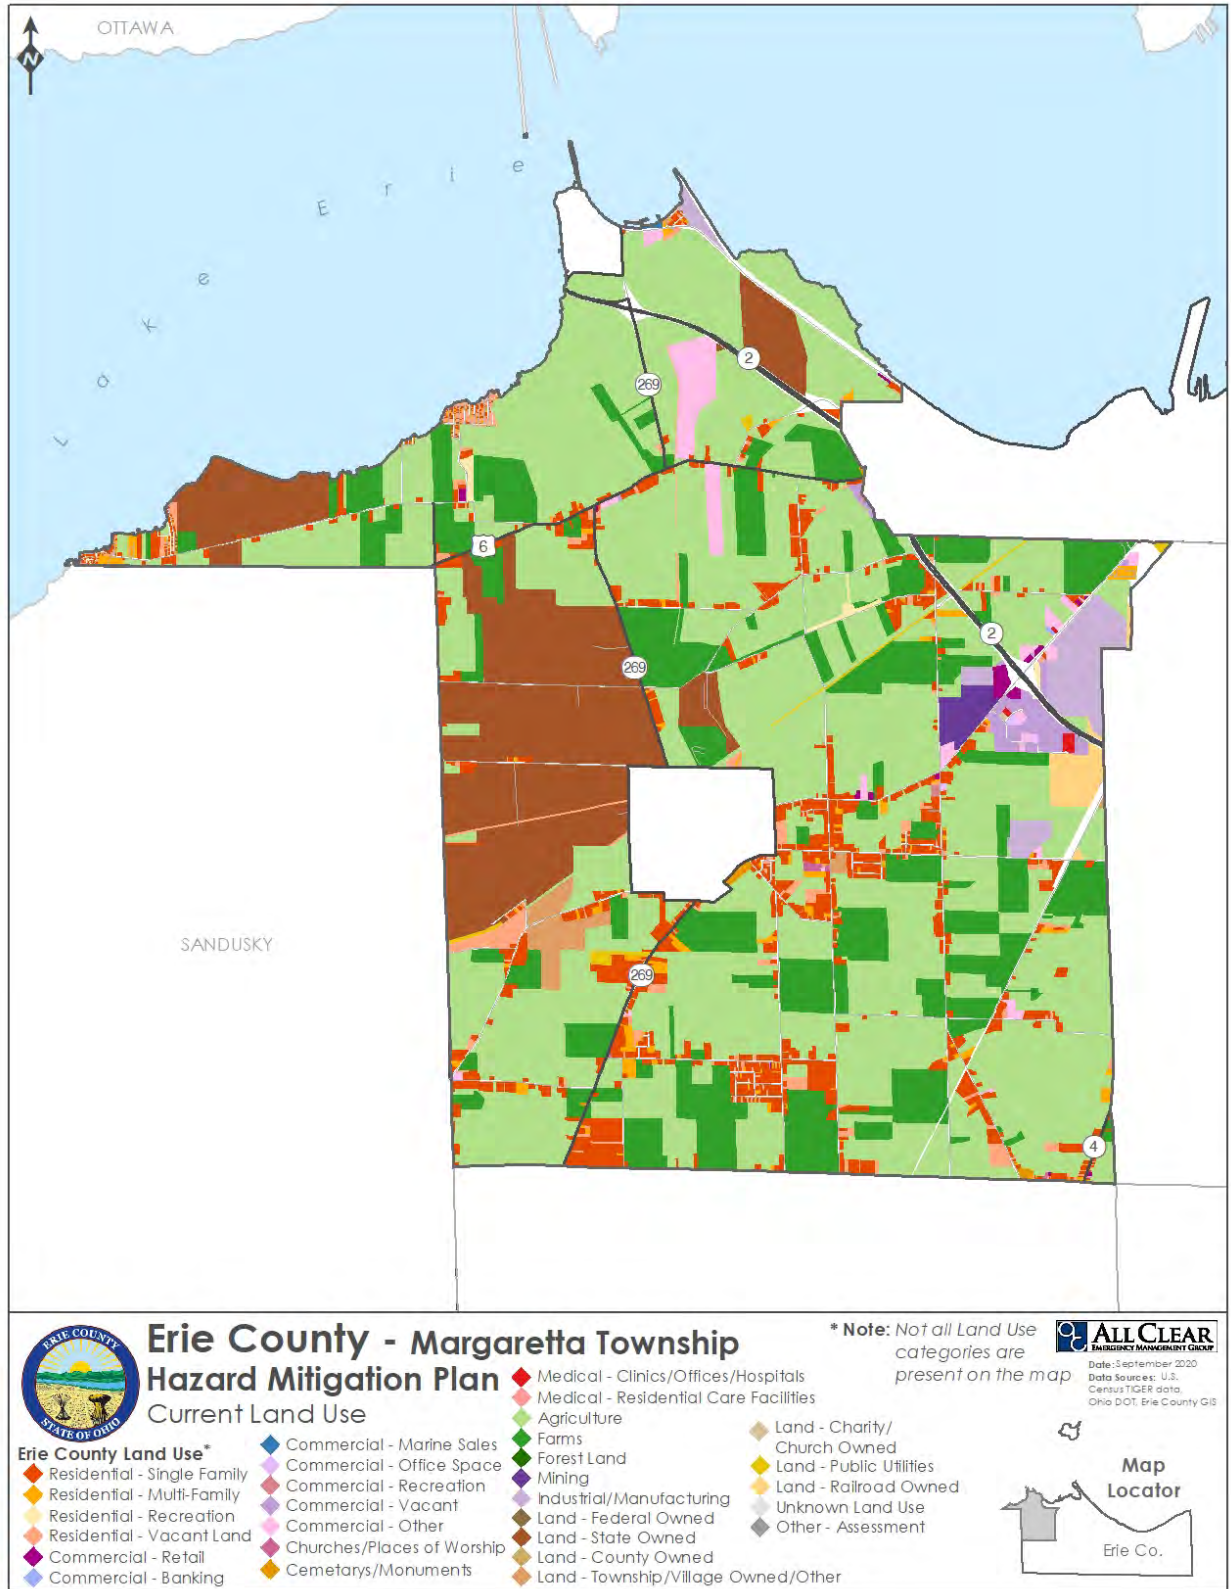 OTTAWA
N
Lake Erie
2
269
6
2
269
SANDUSKY
269
4
ERIE COUNTY
STATE OF OHIO
Erie County - Margaretta Township
Hazard Mitigation Plan
Current Land Use
Erie County Land Use*
Residential - Single Family
Residential - Multi-Family
Residential - Recreation
Residential - Vacant Land
Commercial - Retail
Commercial - Banking
Commercial - Marine Sales
Commercial - Office Space
Commercial - Recreation
Commercial - Vacant
Commercial - Other
Churches/Places of Worship
Cemetarys/Monuments
Medical - Clinics/Offices/Hospitals
Medical - Residential Care Facilities
Agriculture
Farms
Forest Land
Mining
Industrial/Manufacturing
Land - Federal Owned
Land - State Owned
Land - County Owned
Land - Township/Village Owned/Other
Land - Charity/
Church Owned
Land - Public Utilities
Land - Railroad Owned
Unknown Land Use
Other - Assessment
* Note: Not all Land Use
categories are
present on the map
ALL CLEAR
EMERGENCY MANAGEMENT GROUP
Date: September 2020
Data Sources: U.S.
Census TIGER data,
Ohio DOT, Erie County GIS
Map
Locator
Erie Co.